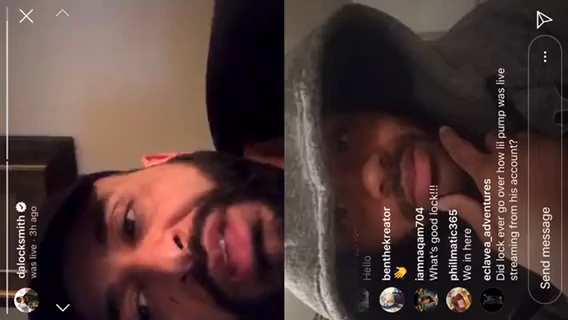 dalocksmith
was live · 3h ago
Hello
benthekreator
👋
iamnaqam704
What's good lock!!!
phillmatic365
We in here
eclavea_adventures
Did lock ever go over how lil pump was live
streaming from his account?
Send message